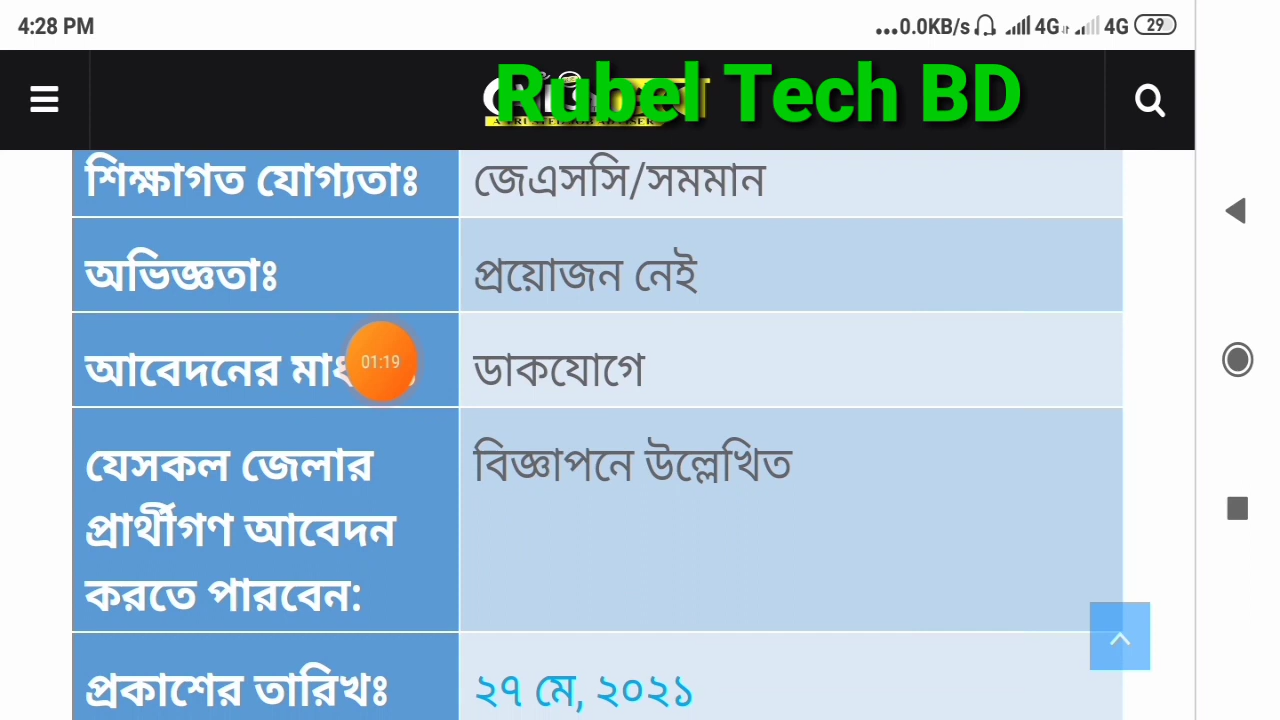 4:28 PM
...0.0KB/s 4G 4G 29
Rubel Tech BD
শিক্ষাগত যোগ্যতাঃ জেএসসি/সমমান
অভিজ্ঞতাঃ প্রয়োজন নেই
আবেদনের ডাকযোগে
01:19
যেসকল জেলার বিজ্ঞাপনে উল্লেখিত
প্রার্থীগণ আবেদন
করতে পারবেন:
প্রকাশের তারিখঃ ২৭ মে, ২০২১